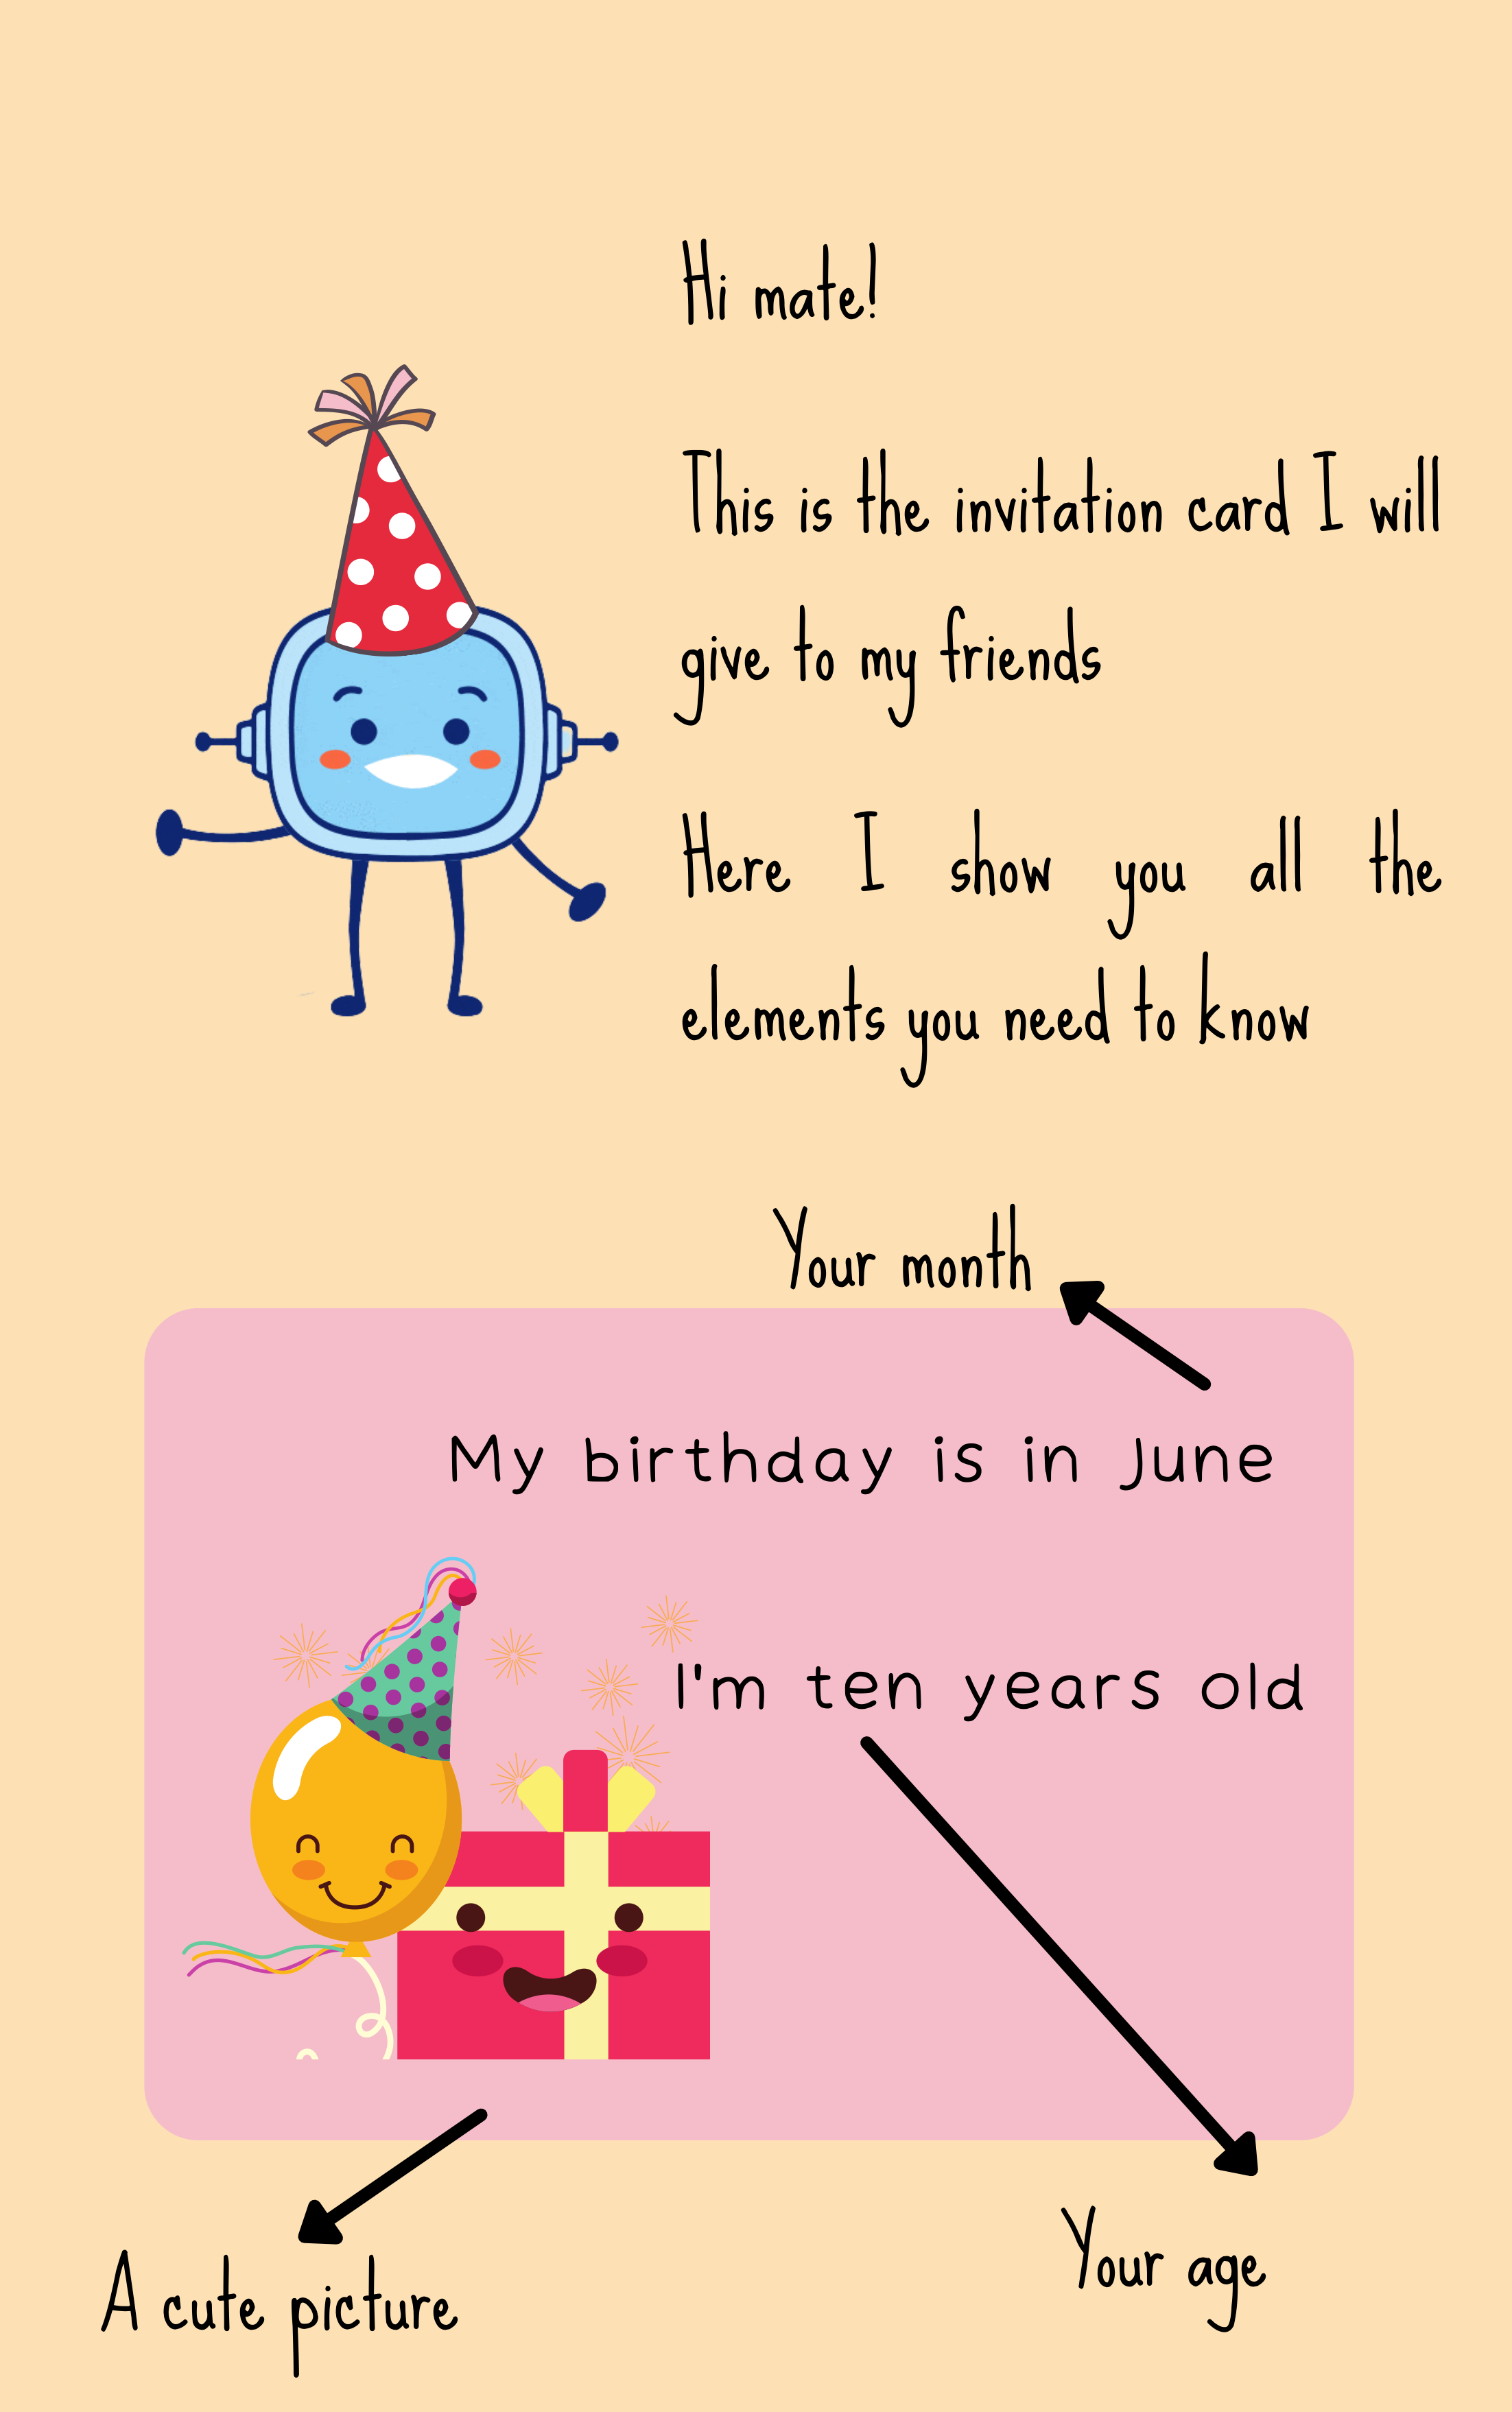 Hi mate!
This is the invitation card I will
give to my friends
Here I show you all the
elements you need to know
Your month
My birthday is in June
I'm ten years old
A cute picture
Your age